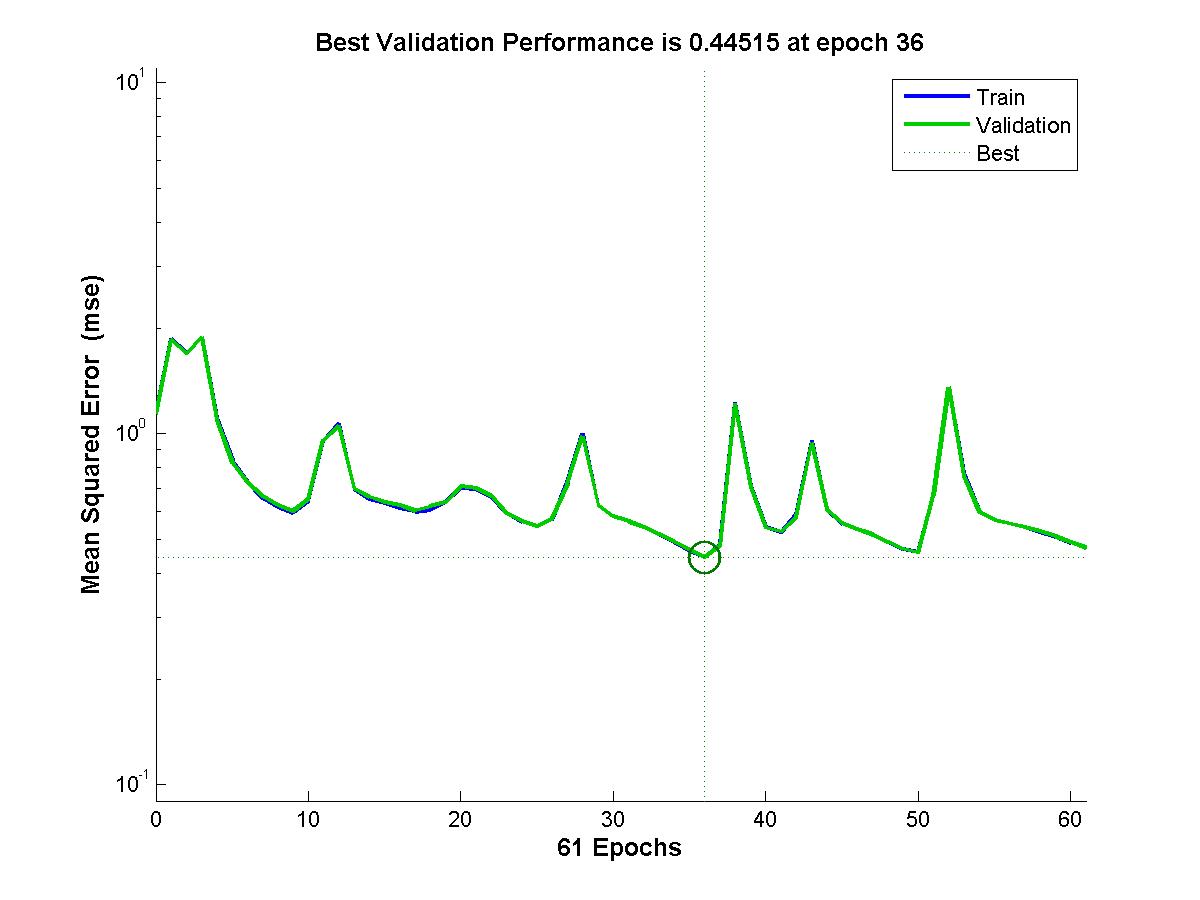 Best Validation Performance is 0.44515 at epoch 36
Train
Validation
Best
Mean Squared Error (mse)
10^1
10^0
10^-1
0 10 20 30 40 50 60
61 Epochs